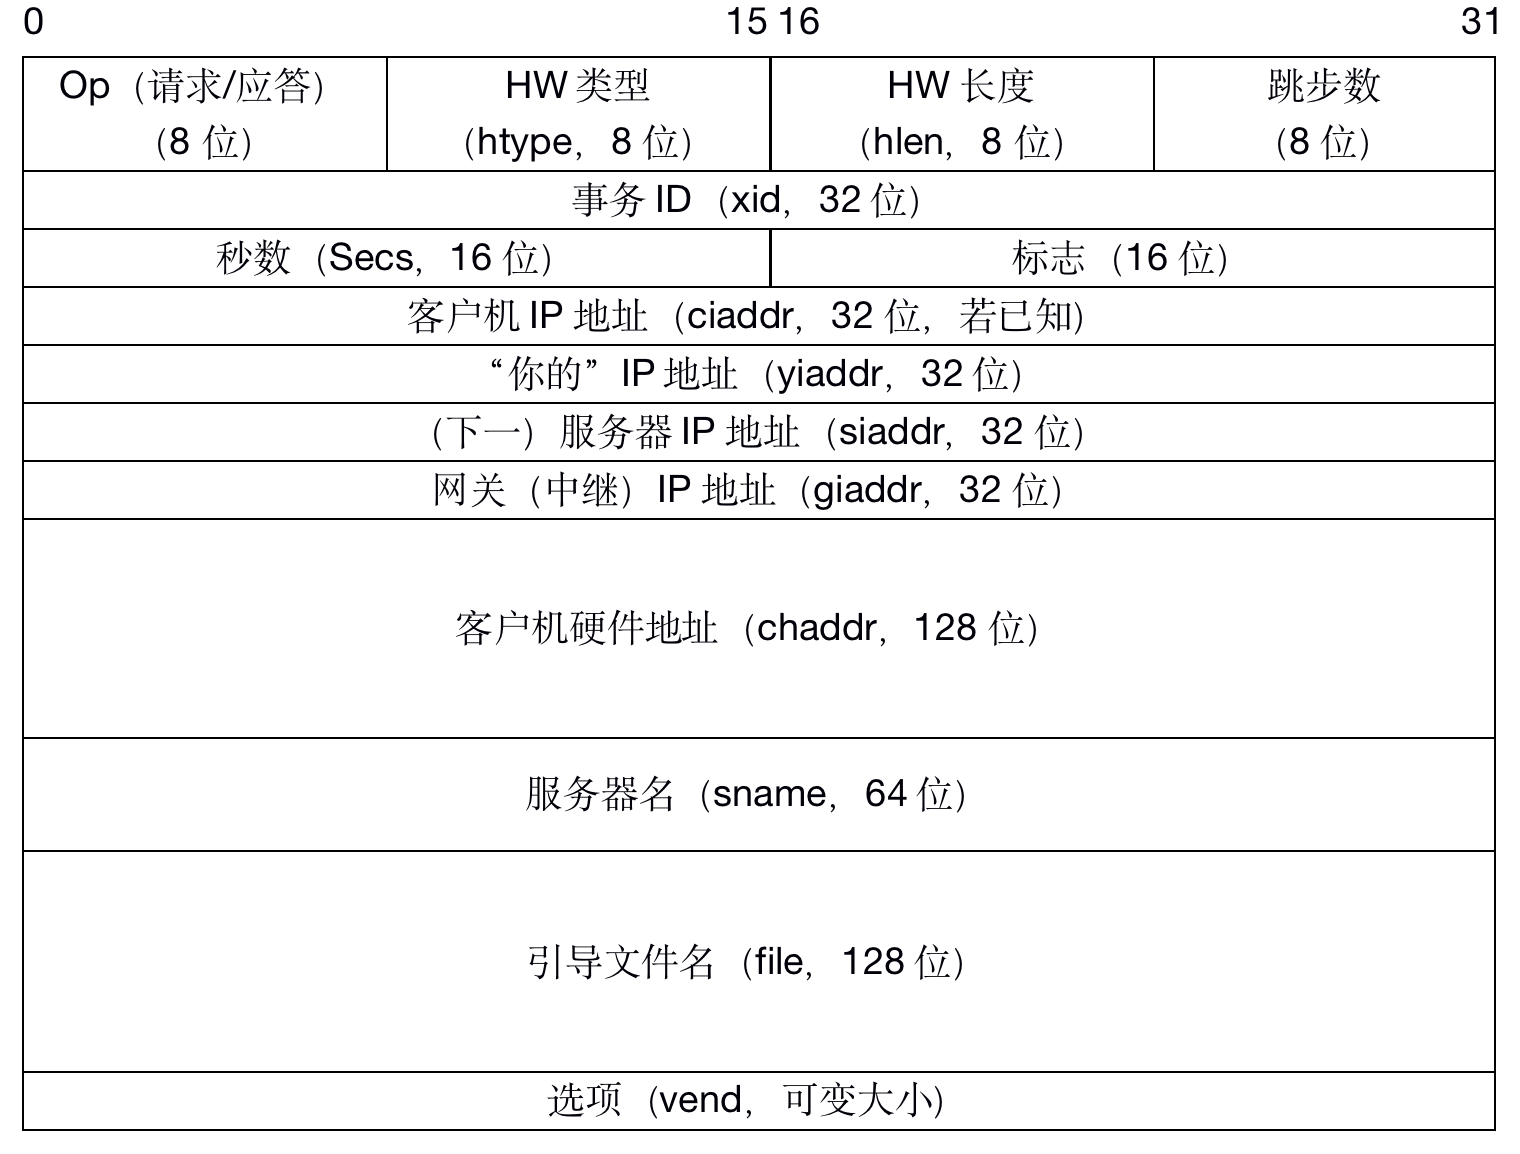 0 15 16 31
Op（请求/应答） HW 类型 HW 长度 跳步数
（8 位） （htype，8 位） （hlen，8 位） （8 位）
事务 ID（xid，32 位）
秒数（Secs，16 位） 标志（16 位）
客户机 IP 地址（ciaddr，32 位，若已知）
“你的”IP 地址（yiaddr，32 位）
（下一）服务器 IP 地址（siaddr，32 位）
网关（中继）IP 地址（giaddr，32 位）
客户机硬件地址（chaddr，128 位）
服务器名（sname，64 位）
引导文件名（file，128 位）
选项（vend，可变大小）